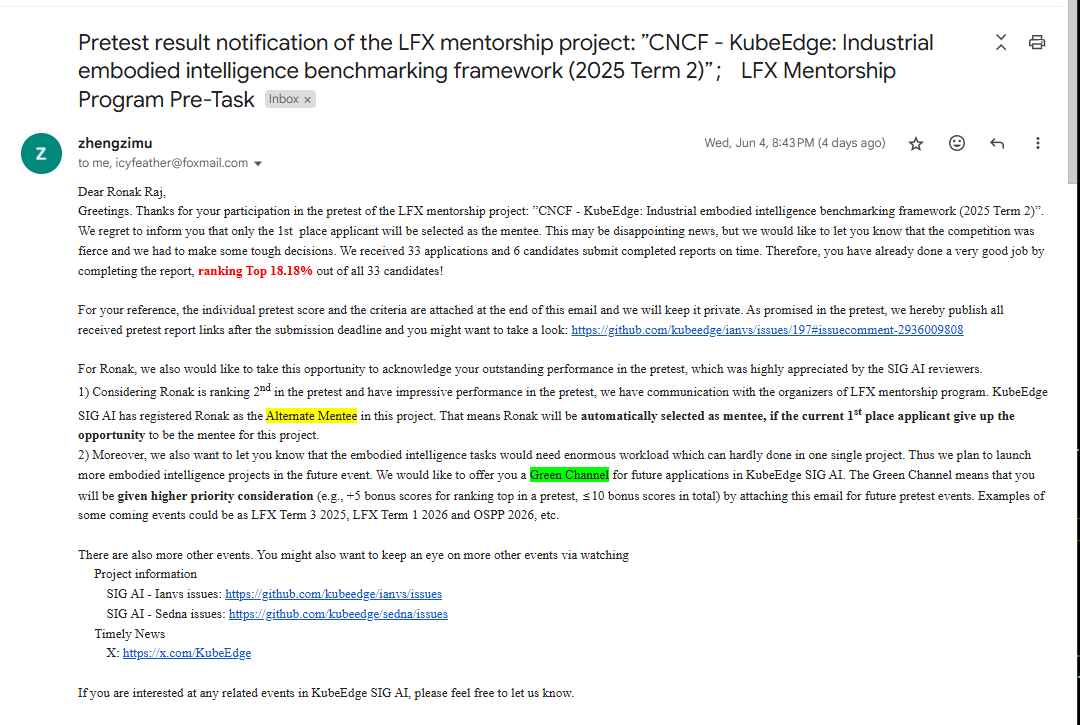 Pretest result notification of the LFX mentorship project: ”CNCF - KubeEdge: Industrial
embodied intelligence benchmarking framework (2025 Term 2)”； LFX Mentorship
Program Pre-Task Inbox ×
Z
zhengzimu
Wed, Jun 4, 8:43 PM (4 days ago)
to me, icyfeather@foxmail.com
Dear Ronak Raj,
Greetings. Thanks for your participation in the pretest of the LFX mentorship project: ”CNCF - KubeEdge: Industrial embodied intelligence benchmarking framework (2025 Term 2)”.
We regret to inform you that only the 1st place applicant will be selected as the mentee. This may be disappointing news, but we would like to let you know that the competition was
fierce and we had to make some tough decisions. We received 33 applications and 6 candidates submit completed reports on time. Therefore, you have already done a very good job by
completing the report, ranking Top 18.18% out of all 33 candidates!
For your reference, the individual pretest score and the criteria are attached at the end of this email and we will keep it private. As promised in the pretest, we hereby publish all
received pretest report links after the submission deadline and you might want to take a look: https://github.com/kubeedge/ianvs/issues/197#issuecomment-2936009808
For Ronak, we also would like to take this opportunity to acknowledge your outstanding performance in the pretest, which was highly appreciated by the SIG AI reviewers.
1) Considering Ronak is ranking 2nd in the pretest and have impressive performance in the pretest, we have communication with the organizers of LFX mentorship program. KubeEdge
SIG AI has registered Ronak as the Alternate Mentee in this project. That means Ronak will be automatically selected as mentee, if the current 1st place applicant give up the
opportunity to be the mentee for this project.
2) Moreover, we also want to let you know that the embodied intelligence tasks would need enormous workload which can hardly done in one single project. Thus we plan to launch
more embodied intelligence projects in the future event. We would like to offer you a Green Channel for future applications in KubeEdge SIG AI. The Green Channel means that you
will be given higher priority consideration (e.g., +5 bonus scores for ranking top in a pretest, ≤10 bonus scores in total) by attaching this email for future pretest events. Examples of
some coming events could be as LFX Term 3 2025, LFX Term 1 2026 and OSPP 2026, etc.
There are also more other events. You might also want to keep an eye on more other events via watching
Project information
SIG AI - Ianvs issues: https://github.com/kubeedge/ianvs/issues
SIG AI - Sedna issues: https://github.com/kubeedge/sedna/issues
Timely News
X: https://x.com/KubeEdge
If you are interested at any related events in KubeEdge SIG AI, please feel free to let us know.